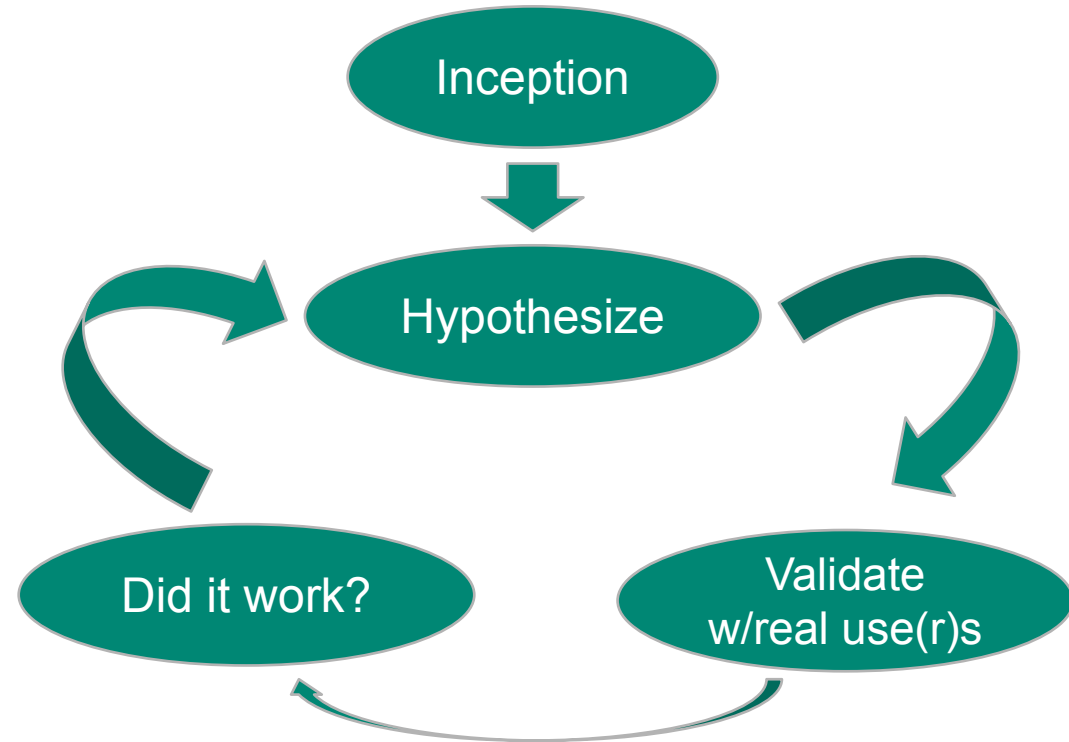 Inception
Hypothesize
Did it work?
Validate
w/real use(r)s